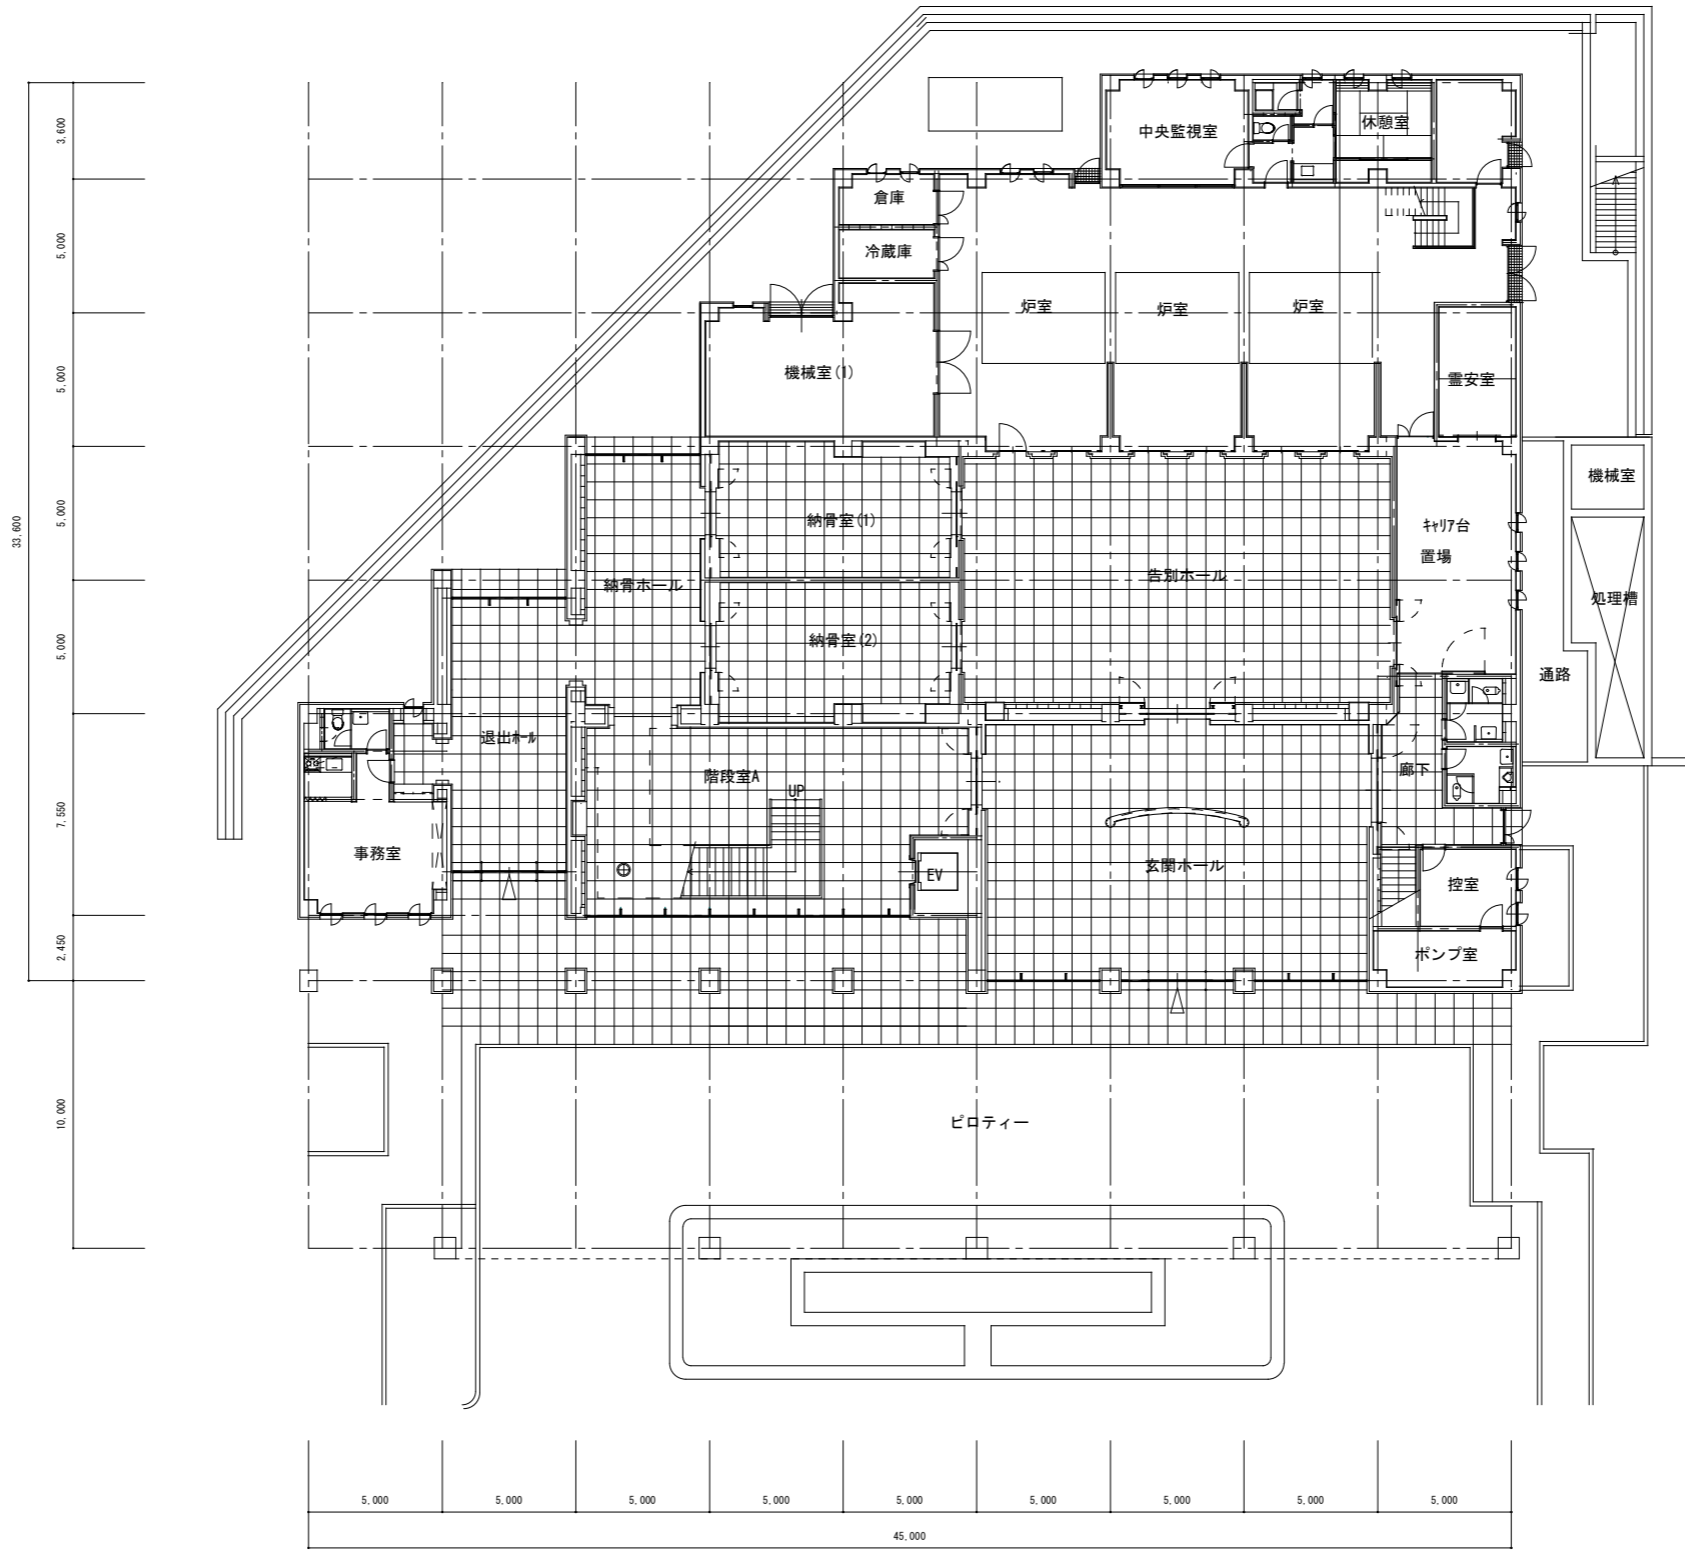 3,600
中央監視室
休憩室
倉庫
5,000
冷蔵庫
炉室
炉室
炉室
5,000
機械室(1)
霊安室
機械室
5,000
33,600
納骨室(1)
ｷｬﾘｱ台
置場
納骨ホール
告別ホール
処理槽
5,000
納骨室(2)
通路
退出ﾎｰﾙ
階段室A
廊下
UP
7,550
事務室
玄関ホール
EV
控室
2,450
ポンプ室
10,000
ピロティー
5,000
5,000
5,000
5,000
5,000
5,000
5,000
5,000
5,000
45,000